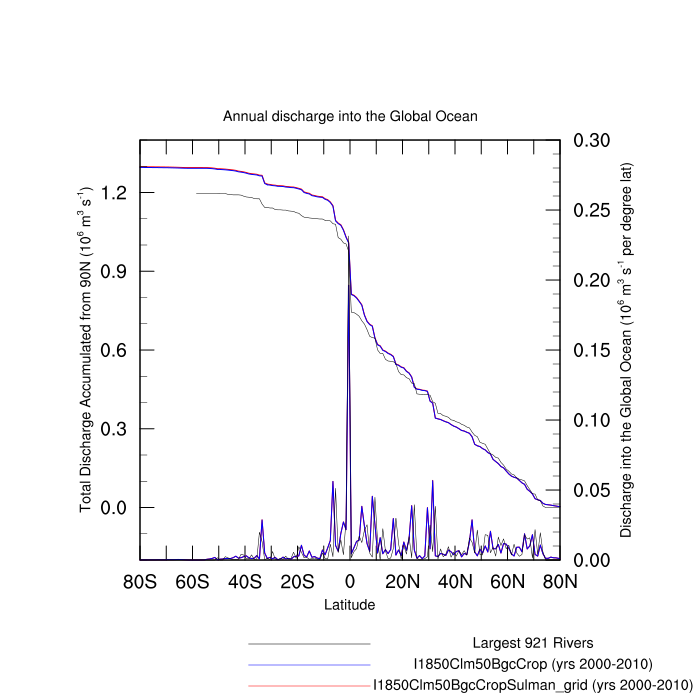 Annual discharge into the Global Ocean
Total Discharge Accumulated from 90N (10⁶ m³ s⁻¹)
1.2
0.9
0.6
0.3
0.0
0.30
0.25
0.20
0.15
0.10
0.05
0.00
Discharge into the Global Ocean (10⁶ m³ s⁻¹ per degree lat)
80S 60S 40S 20S 0 20N 40N 60N 80N
Latitude
Largest 921 Rivers
I1850Clm50BgcCrop (yrs 2000-2010)
I1850Clm50BgcCropSulman_grid (yrs 2000-2010)